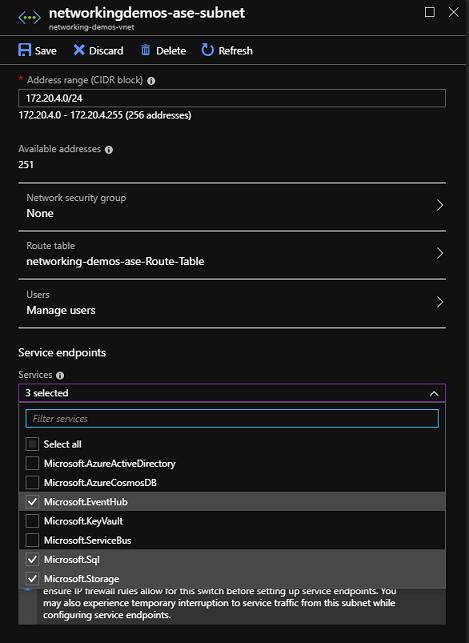 networkingdemos-ase-subnet
networking-demos-vnet
Save Discard Delete Refresh
* Address range (CIDR block)
172.20.4.0/24
172.20.4.0 - 172.20.4.255 (256 addresses)
Available addresses
251
Network security group
None
Route table
networking-demos-ase-Route-Table
Users
Manage users
Service endpoints
Services
3 selected
Filter services
Select all
Microsoft.AzureActiveDirectory
Microsoft.AzureCosmosDB
Microsoft.EventHub
Microsoft.KeyVault
Microsoft.ServiceBus
Microsoft.Sql
Microsoft.Storage
ensure IP firewall rules allow for this switch before setting up service endpoints. You
may also experience temporary interruption to service traffic from this subnet while
configuring service endpoints.